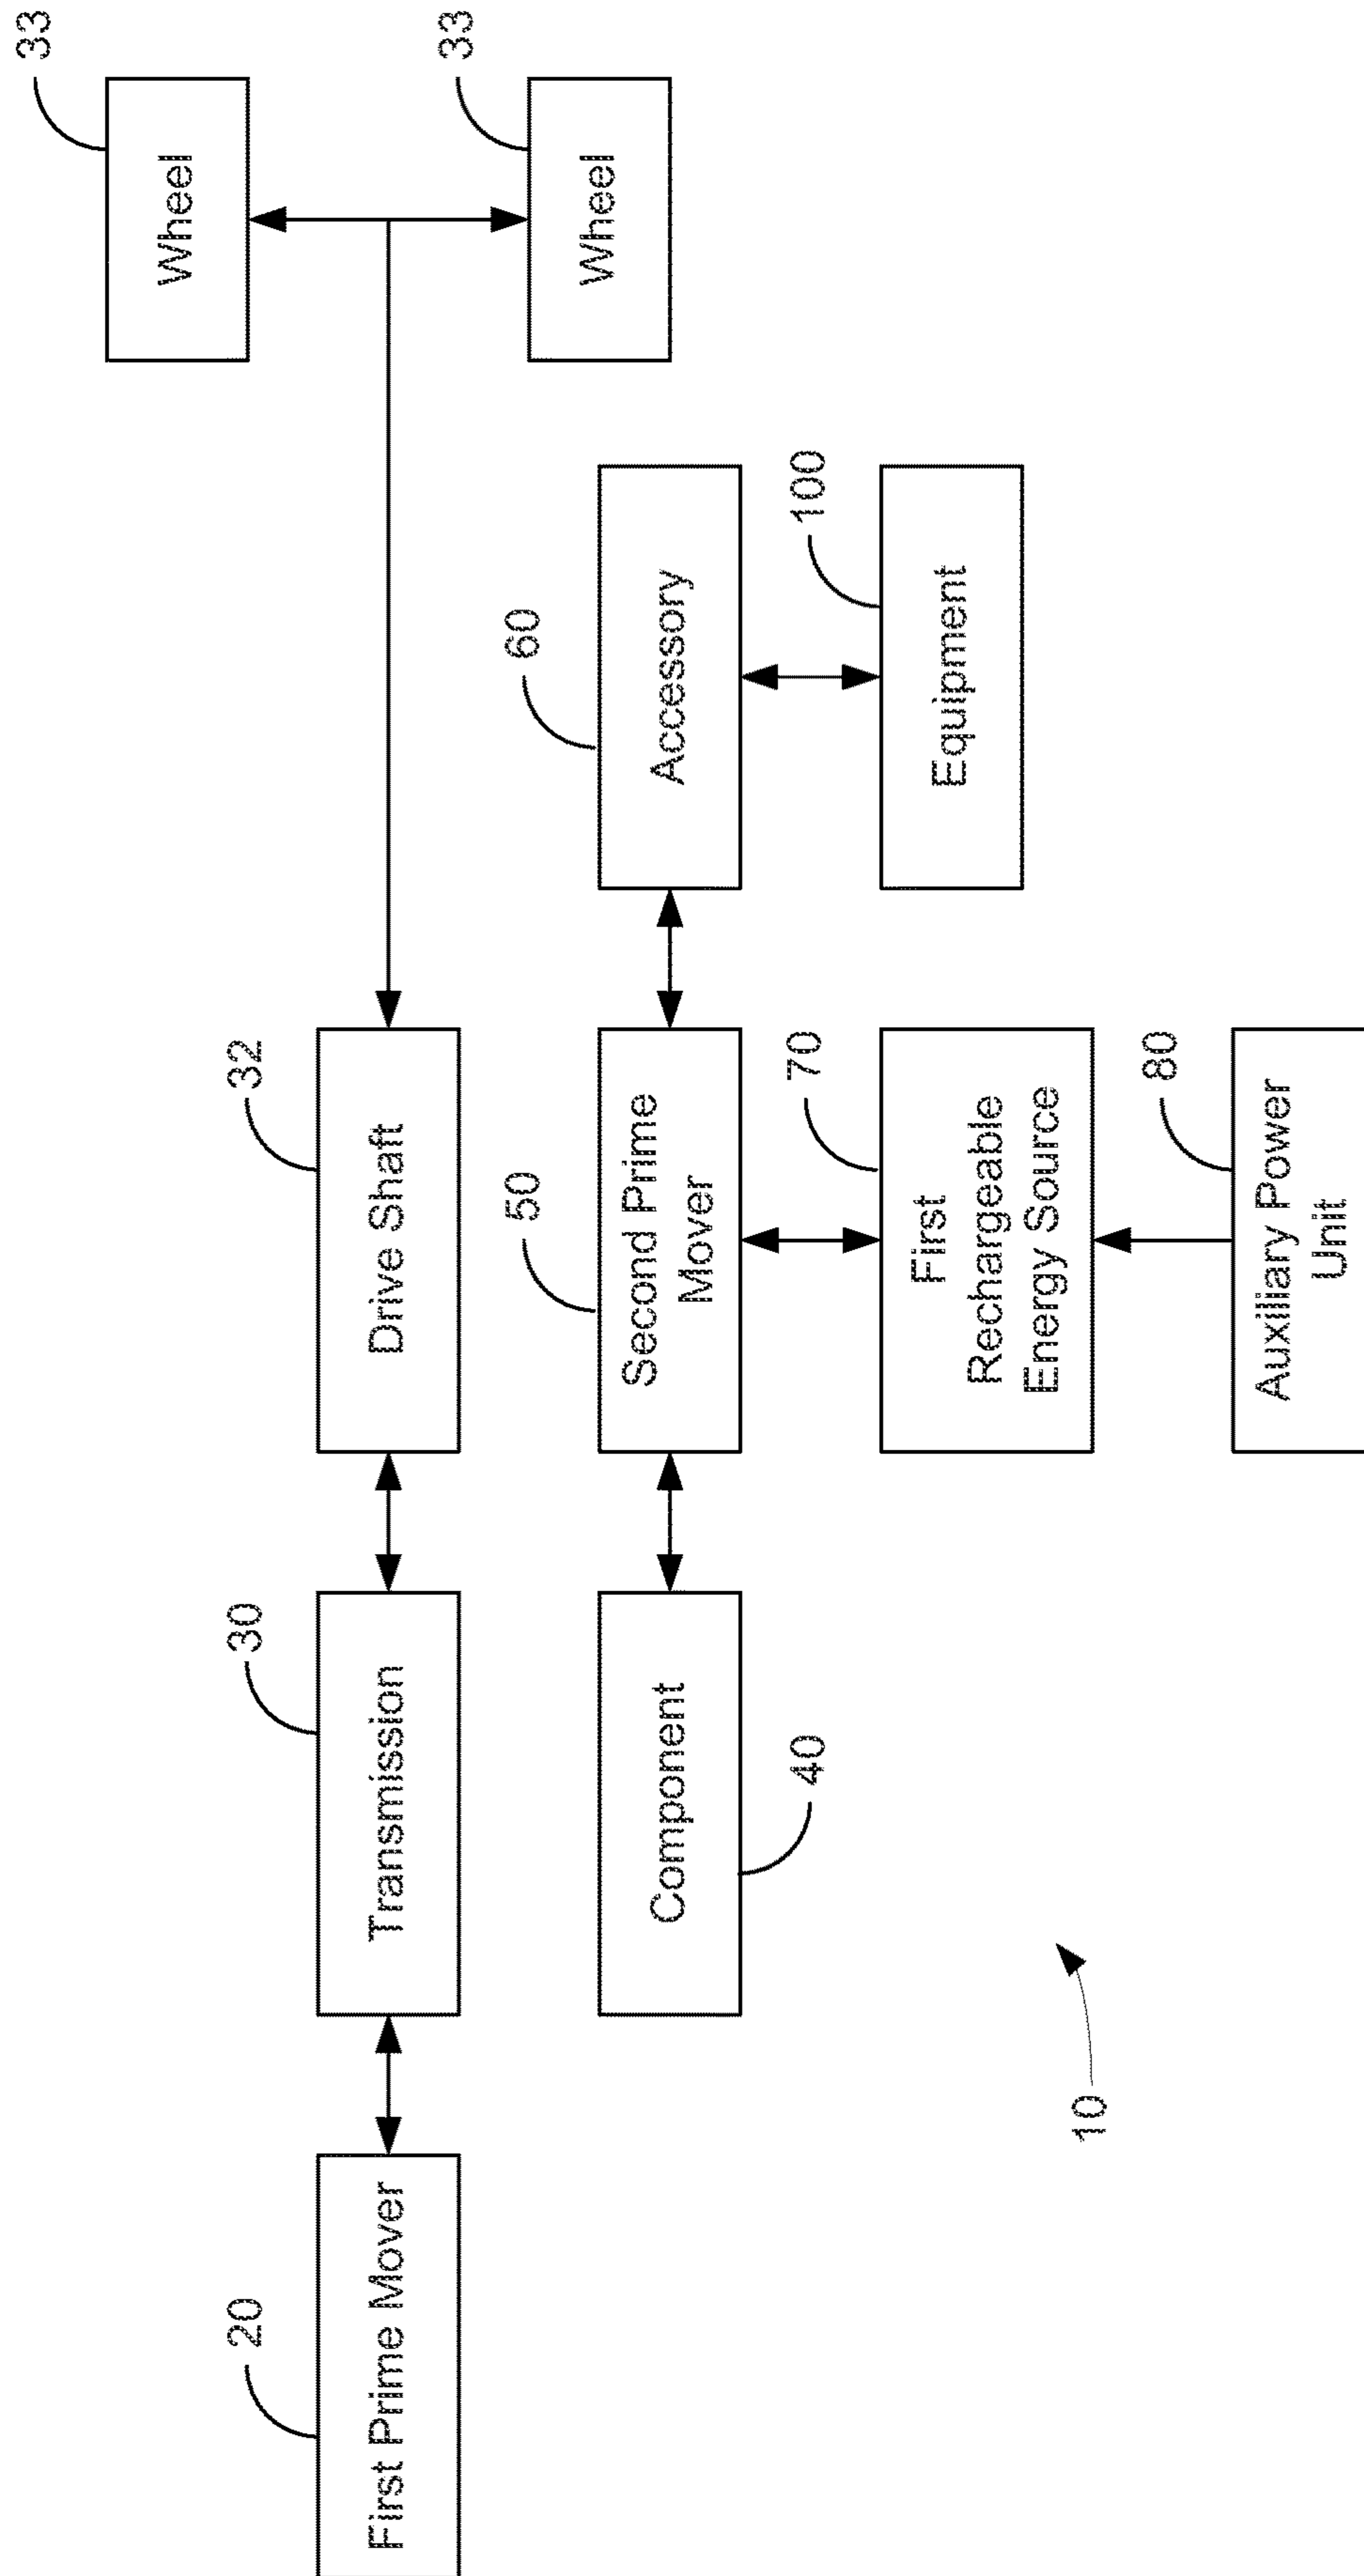 33
Wheel
33
Wheel
20
First Prime Mover
30
Transmission
32
Drive Shaft
40
Component
50
Second Prime
Mover
60
Accessory
100
Equipment
70
First
Rechargeable
Energy Source
80
Auxiliary Power
Unit
10